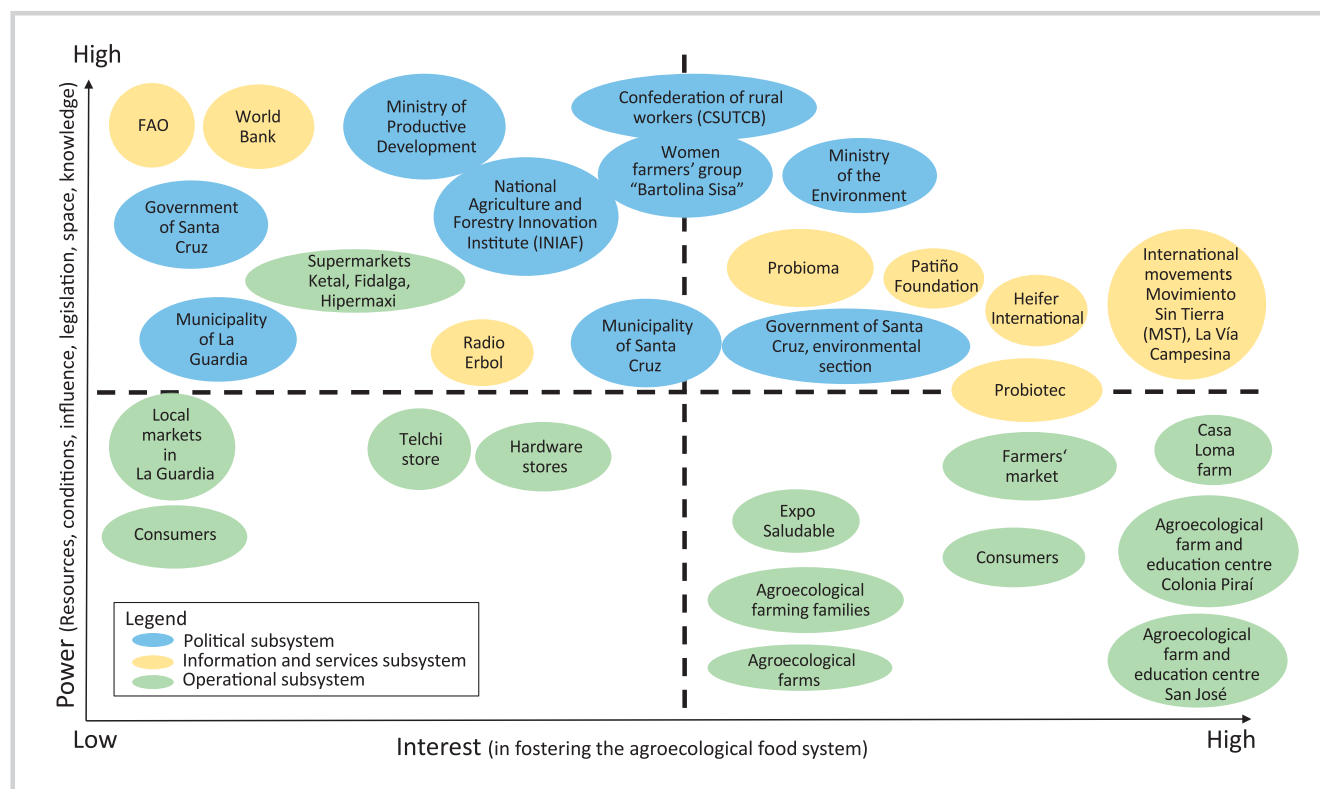 High
Power (Resources, conditions, influence, legislation, space, knowledge)
FAO
World
Bank
Ministry of
Productive
Development
Confederation of rural
workers (CSUTCB)
Women
farmers’ group
“Bartolina Sisa”
Ministry
of the
Environment
National
Agriculture and
Forestry Innovation
Institute (INIAF)
Government
of Santa
Cruz
Supermarkets
Ketal, Fidalga,
Hipermaxi
Probioma
Patiño
Foundation
Heifer
International
International
movements
Movimiento
Sin Tierra
(MST), La Vía
Campesina
Municipality
of La
Guardia
Radio
Erbol
Municipality
of Santa
Cruz
Government of Santa
Cruz, environmental
section
Probiotec
Local
markets
in
La Guardia
Telchi
store
Hardware
stores
Farmers‘
market
Casa
Loma
farm
Consumers
Expo
Saludable
Consumers
Agroecological
farm and
education centre
Colonia Piraí
Agroecological
farming families
Agroecological
farms
Agroecological
farm and
education centre
San José
Legend
Political subsystem
Information and services subsystem
Operational subsystem
Low
Interest (in fostering the agroecological food system)
High